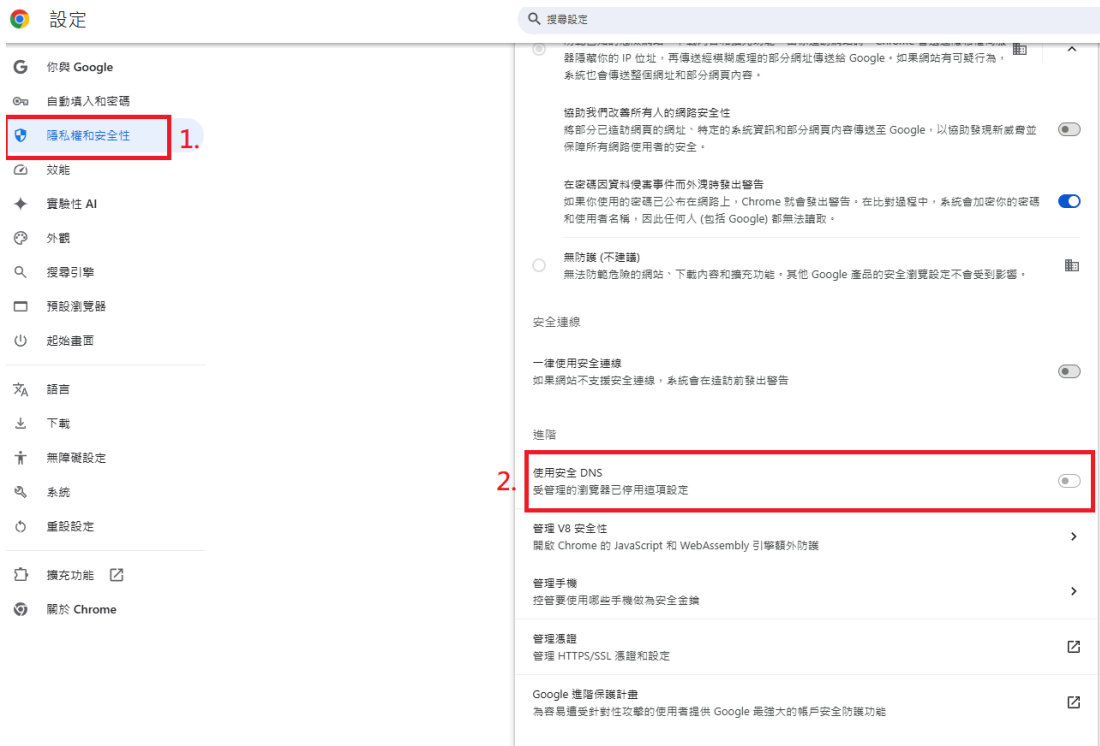 設定
搜尋設定
你與 Google
自動填入和密碼
隱私權和安全性
1.
效能
實驗性 AI
外觀
搜尋引擎
預設瀏覽器
起始畫面
語言
下載
無障礙設定
系統
重設設定
擴充功能
關於 Chrome
器隱藏你的 IP 位址，再傳送經模糊處理的部分網址傳送給 Google。如果網站有可疑行為，
系統也會傳送整個網址和部分網頁內容。
協助我們改善所有人的網路安全性
將部分已造訪網頁的網址、特定的系統資訊和部分網頁內容傳送至 Google，以協助發現新威脅並
保障所有網路使用者的安全。
在密碼因資料侵害事件而外洩時發出警告
如果你使用的密碼已公布在網路上，Chrome 就會發出警告。在比對過程中，系統會加密你的密碼
和使用者名稱，因此任何人 (包括 Google) 都無法讀取。
無防護 (不建議)
無法防範危險的網站、下載內容和擴充功能。其他 Google 產品的安全瀏覽設定不會受到影響。
安全連線
一律使用安全連線
如果網站不支援安全連線，系統會在造訪前發出警告
進階
2.
使用安全 DNS
受管理的瀏覽器已停用這項設定
管理 V8 安全性
開啟 Chrome 的 JavaScript 和 WebAssembly 引擎額外防護
管理手機
控管要使用哪些手機做為安全金鑰
管理憑證
管理 HTTPS/SSL 憑證和設定
Google 進階保護計畫
為容易遭受針對性攻擊的使用者提供 Google 最強大的帳戶安全防護功能